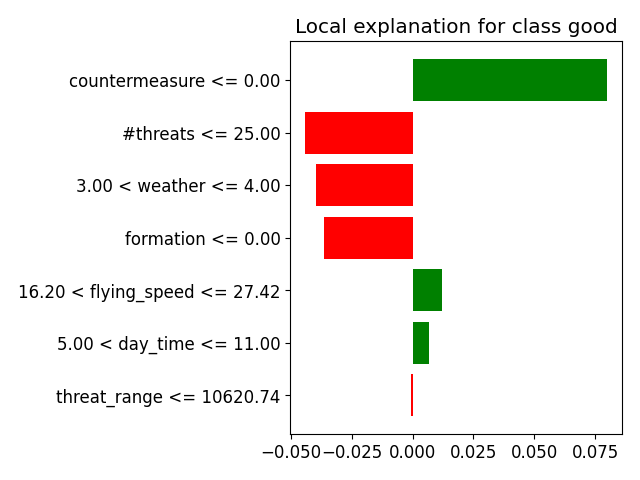 Local explanation for class good
countermeasure <= 0.00
#threats <= 25.00
3.00 < weather <= 4.00
formation <= 0.00
16.20 < flying_speed <= 27.42
5.00 < day_time <= 11.00
threat_range <= 10620.74
−0.050 −0.025 0.000 0.025 0.050 0.075